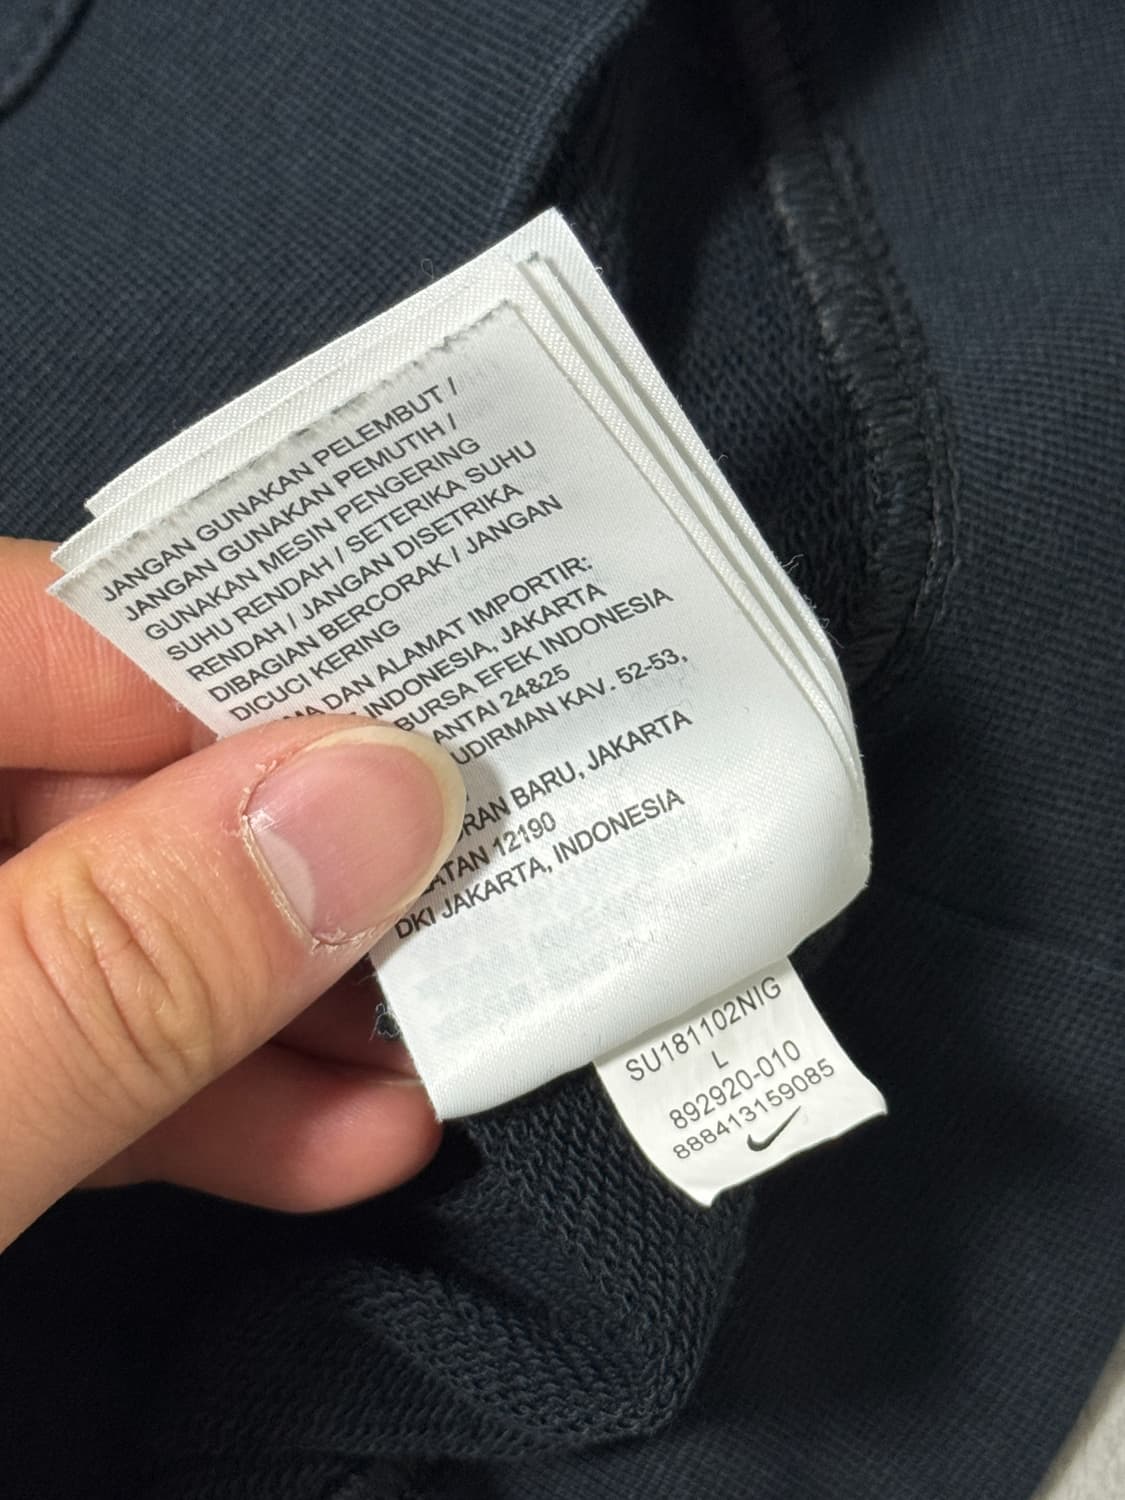 JANGAN GUNAKAN PELEMBUT /
JANGAN GUNAKAN PEMUTIH /
GUNAKAN MESIN PENGERING
SUHU RENDAH / SETERIKA SUHU
RENDAH / JANGAN DISETRIKA
DIBAGIAN BERCORAK / JANGAN
DICUCI KERING
DAN ALAMAT IMPORTIR:
INDONESIA, JAKARTA
BURSA EFEK INDONESIA
24&25
KAV. 52-53,
BARU, JAKARTA
12190
DKI JAKARTA, INDONESIA
SU181102NIG
L
892920-010
888413159085